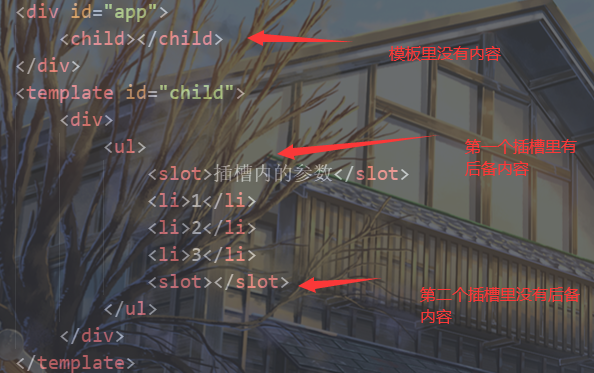 <div id="app">
<child></child>
模板里没有内容
</div>
<template id="child">
<div>
<ul>
第一个插槽里有
后备内容
<slot>插槽内的参数</slot>
<li>1</li>
<li>2</li>
<li>3</li>
<slot></slot>
第二个插槽里没有后备
内容
</ul>
</div>
</template>